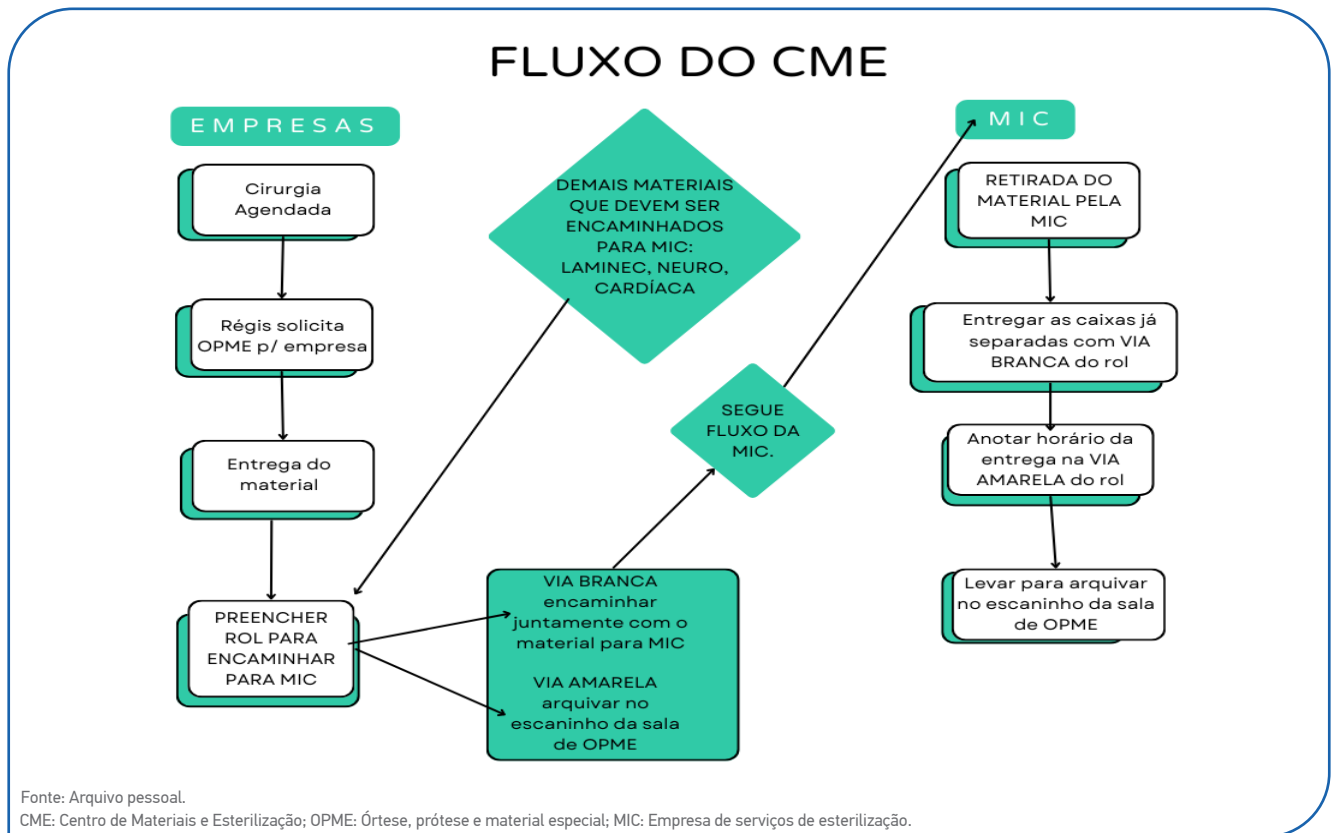 FLUXO DO CME
EMPRESAS
Cirurgia
Agendada
Régis solicita
OPME p/ empresa
Entrega do
material
PREENCHER
ROL PARA
ENCAMINHAR
PARA MIC
DEMAIS MATERIAIS
QUE DEVEM SER
ENCAMINHADOS
PARA MIC:
LAMINEC, NEURO,
CARDÍACA
VIA BRANCA
encaminhar
juntamente com o
material para MIC
VIA AMARELA
arquivar no
escaninho da sala
de OPME
SEGUE
FLUXO DA
MIC.
MIC
RETIRADA DO
MATERIAL PELA
MIC
Entregar as caixas já
separadas com VIA
BRANCA do rol
Anotar horário da
entrega na VIA
AMARELA do rol
Levar para arquivar
no escaninho da sala
de OPME
Fonte: Arquivo pessoal.
CME: Centro de Materiais e Esterilização; OPME: Órtese, prótese e material especial; MIC: Empresa de serviços de esterilização.